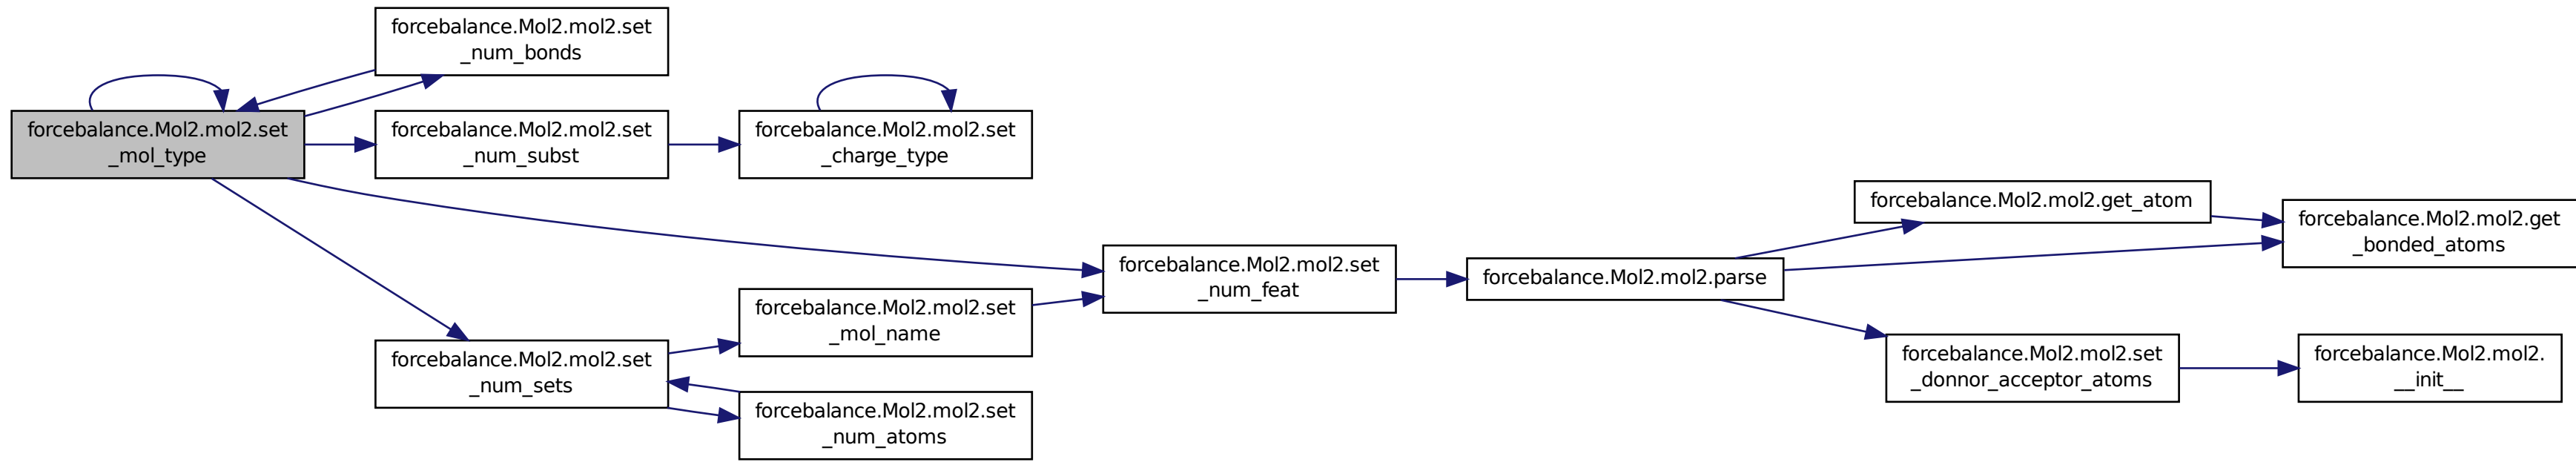 forcebalance.Mol2.mol2.set
_mol_type
forcebalance.Mol2.mol2.set
_num_bonds
forcebalance.Mol2.mol2.set
_num_subst
forcebalance.Mol2.mol2.set
_charge_type
forcebalance.Mol2.mol2.set
_num_sets
forcebalance.Mol2.mol2.set
_mol_name
forcebalance.Mol2.mol2.set
_num_atoms
forcebalance.Mol2.mol2.set
_num_feat
forcebalance.Mol2.mol2.parse
forcebalance.Mol2.mol2.get_atom
forcebalance.Mol2.mol2.get
_bonded_atoms
forcebalance.Mol2.mol2.set
_donnor_acceptor_atoms
forcebalance.Mol2.mol2.
__init__